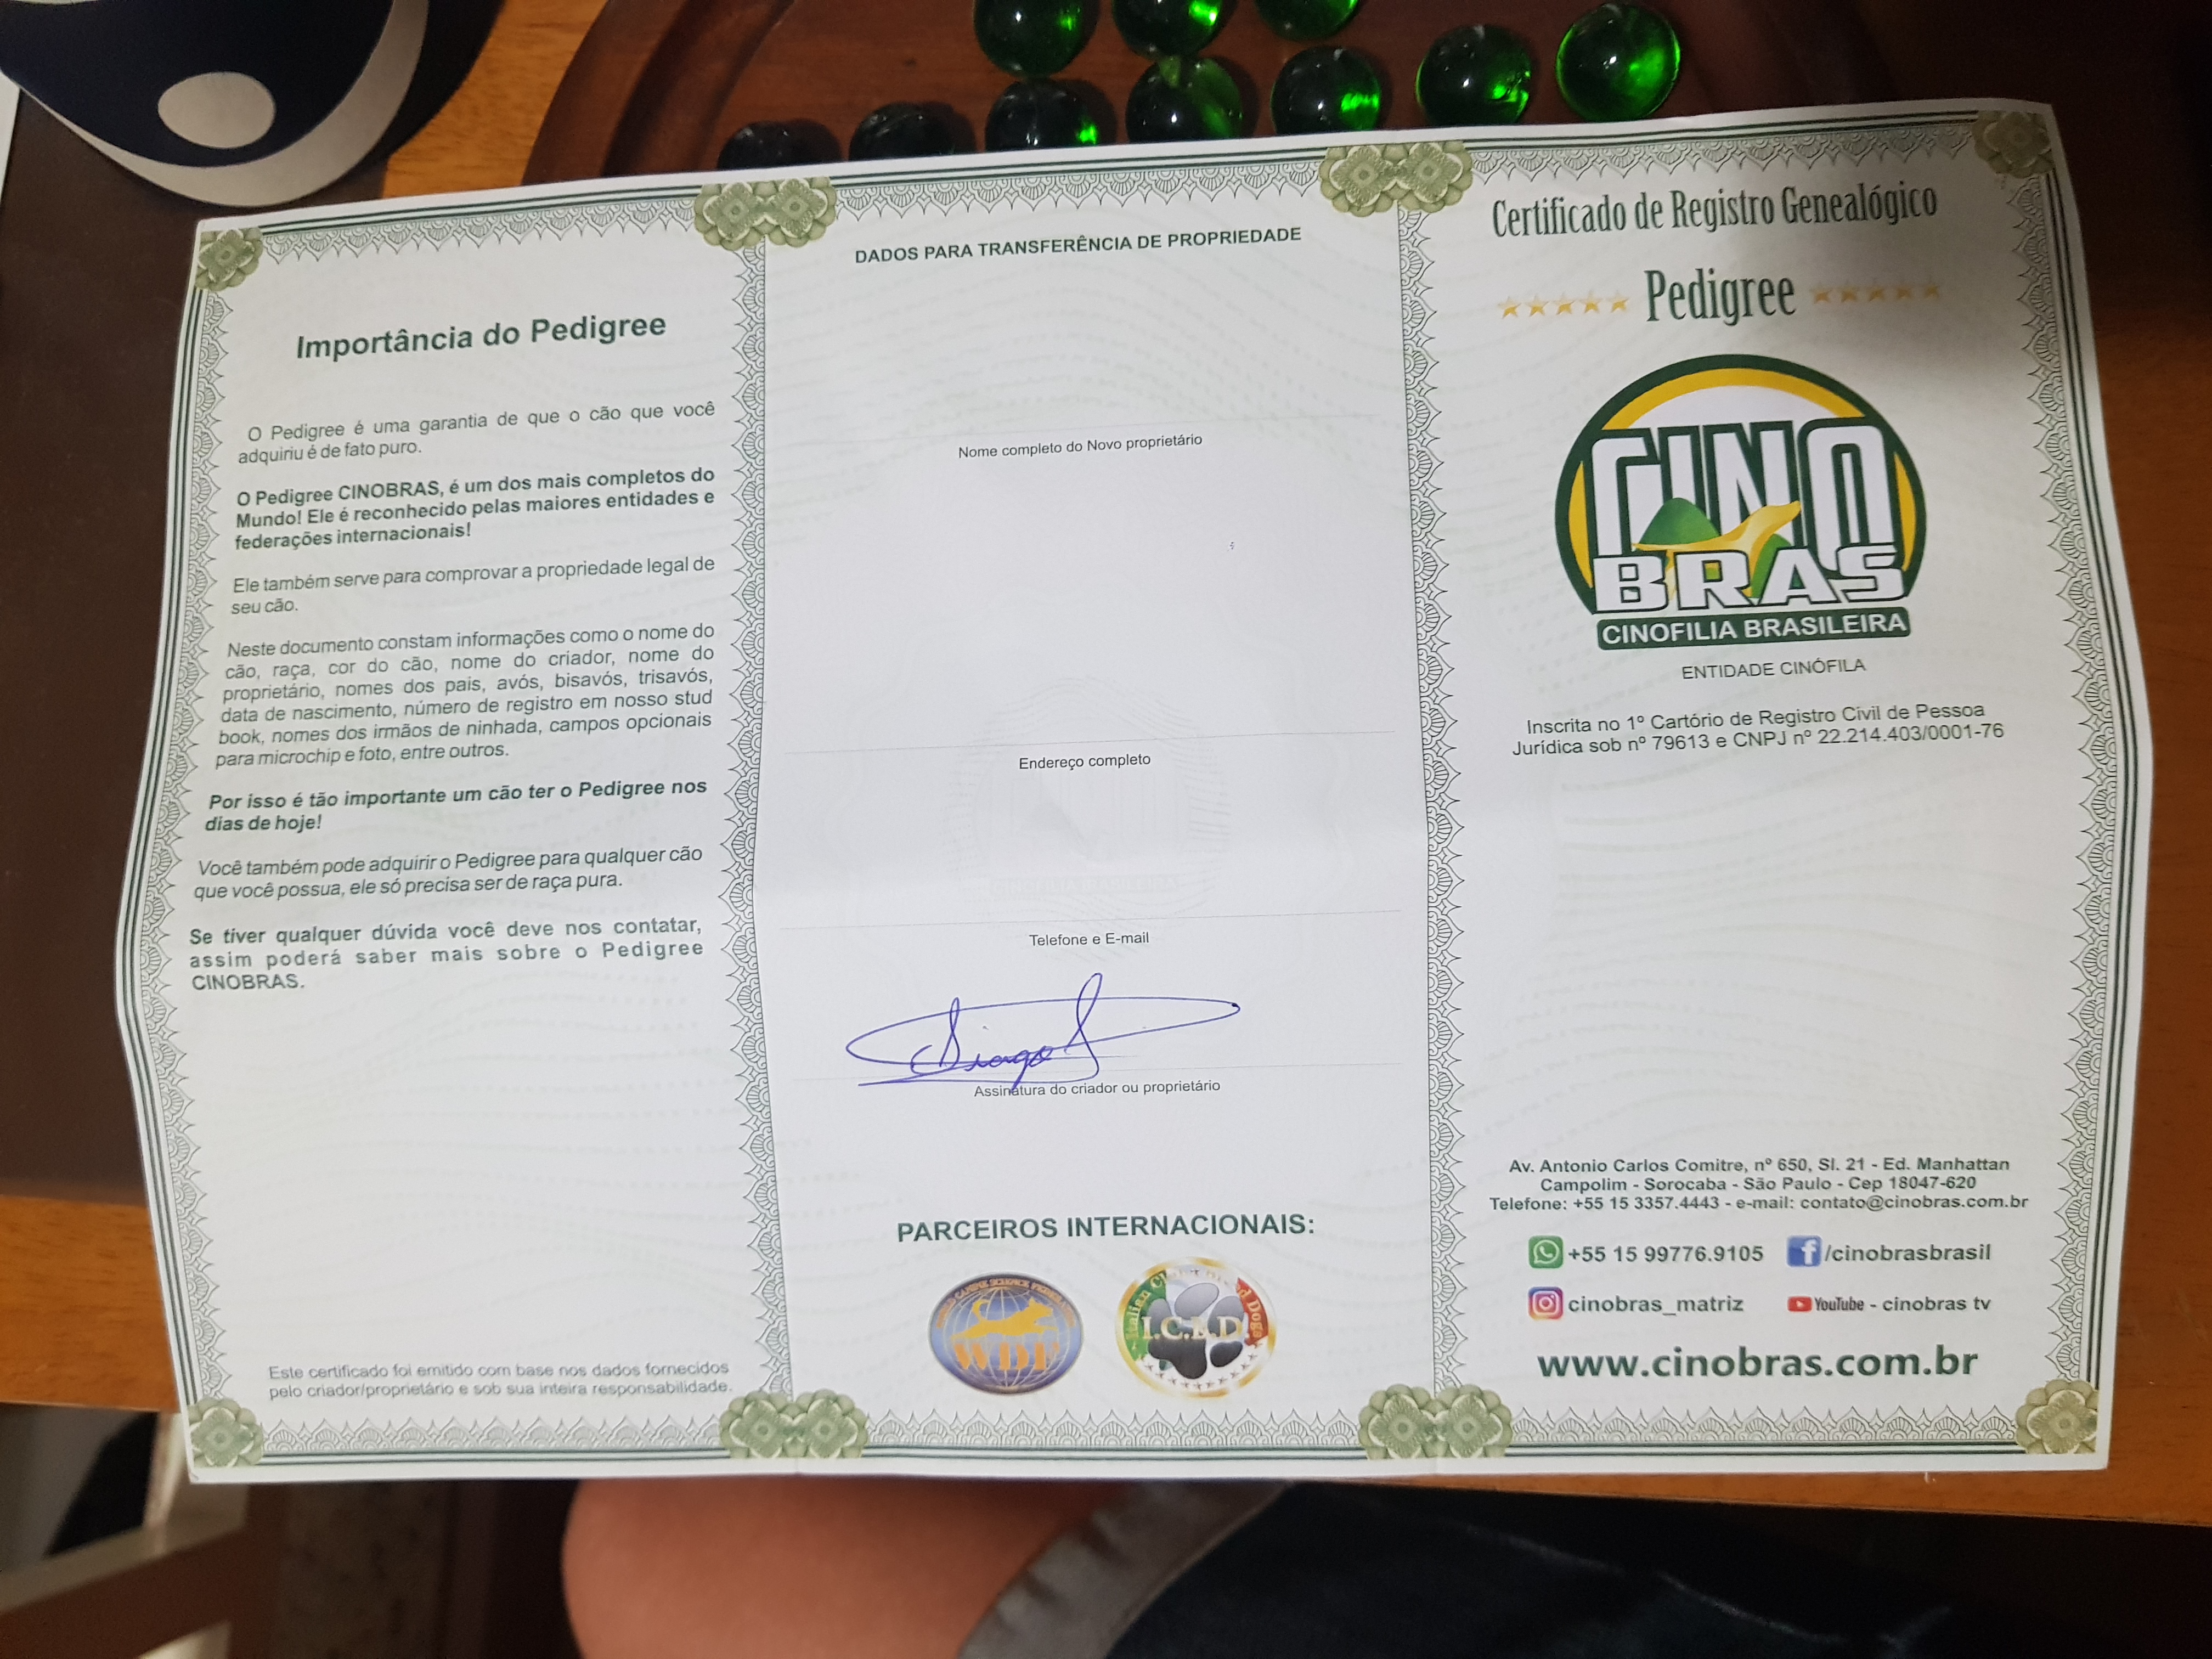 Importância do Pedigree
O Pedigree é uma garantia de que o cão que você
adquiriu é de fato puro.
O Pedigree CINOBRAS, é um dos mais completos do
Mundo! Ele é reconhecido pelas maiores entidades e
federações internacionais!
Ele também serve para comprovar a propriedade legal de
seu cão.
Neste documento constam informações como o nome do
cão, raça, cor do cão, nome do criador, nome do
proprietário, nomes dos pais, avós, bisavós, trisavós,
data de nascimento, número de registro em nosso stud
book, nomes dos irmãos de ninhada, campos opcionais
para microchip e foto, entre outros.
Por isso é tão importante um cão ter o Pedigree nos
dias de hoje!
Você também pode adquirir o Pedigree para qualquer cão
que você possua, ele só precisa ser de raça pura.
Se tiver qualquer dúvida você deve nos contatar,
assim poderá saber mais sobre o Pedigree
CINOBRAS.
Este certificado foi emitido com base nos dados fornecidos
pelo criador/proprietário e sob sua inteira responsabilidade.
DADOS PARA TRANSFERÊNCIA DE PROPRIEDADE
Nome completo do Novo proprietário
Endereço completo
Telefone e E-mail
Assinatura do criador ou proprietário
PARCEIROS INTERNACIONAIS:
WDF
I.C.B.D.
Certificado de Registro Genealógico
Pedigree
CINO
BRAS
CINOFILIA BRASILEIRA
ENTIDADE CINÓFILA
Inscrita no 1º Cartório de Registro Civil de Pessoa
Jurídica sob nº 79613 e CNPJ nº 22.214.403/0001-76
Av. Antonio Carlos Comitre, nº 650, Sl. 21 - Ed. Manhattan
Campolim - Sorocaba - São Paulo - Cep 18047-620
Telefone: +55 15 3357.4443 - e-mail: contato@cinobras.com.br
+55 15 99776.9105 /cinobrasbrasil
cinobras_matriz YouTube - cinobras tv
www.cinobras.com.br